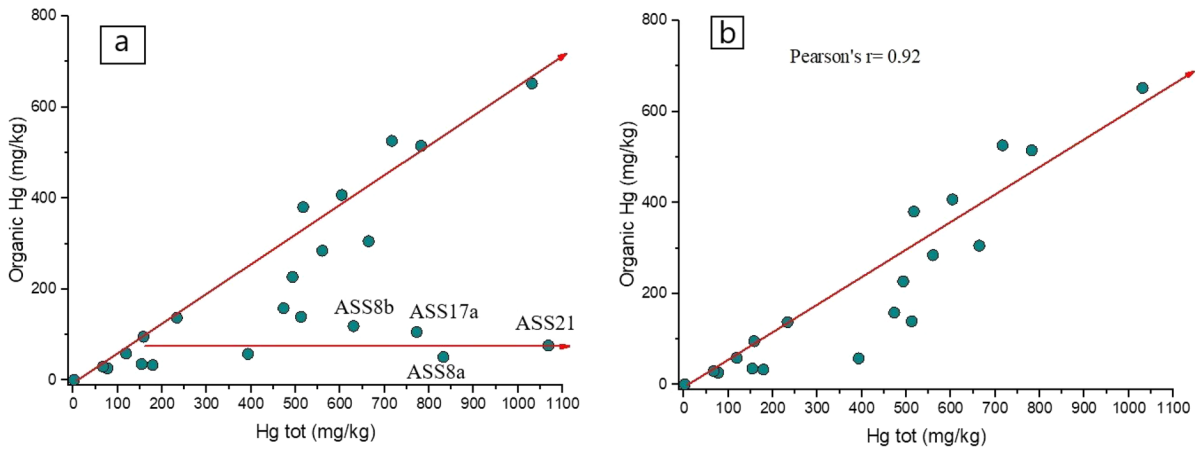 a
800
600
400
200
0
Organic Hg (mg/kg)
ASS8b
ASS17a
ASS21
ASS8a
0 100 200 300 400 500 600 700 800 900 1000 1100
Hg tot (mg/kg)
b
Pearson's r= 0.92
800
600
400
200
0
Organic Hg (mg/kg)
0 100 200 300 400 500 600 700 800 900 1000 1100
Hg tot (mg/kg)